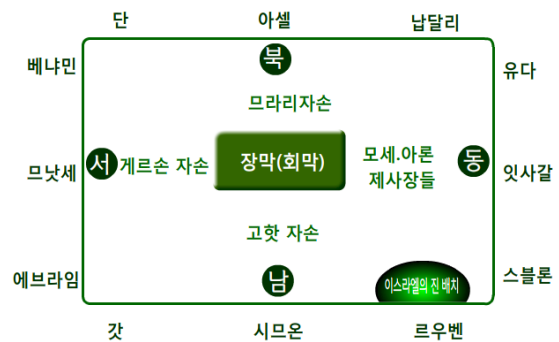 단 아셀 납달리
베냐민 북 유다
므라리자손
므낫세 서 게르손 자손 장막(회막) 모세.아론 동 잇사갈
제사장들
고핫 자손
에브라임 남 이스라엘의 진 배치 스블론
갓 시므온 르우벤